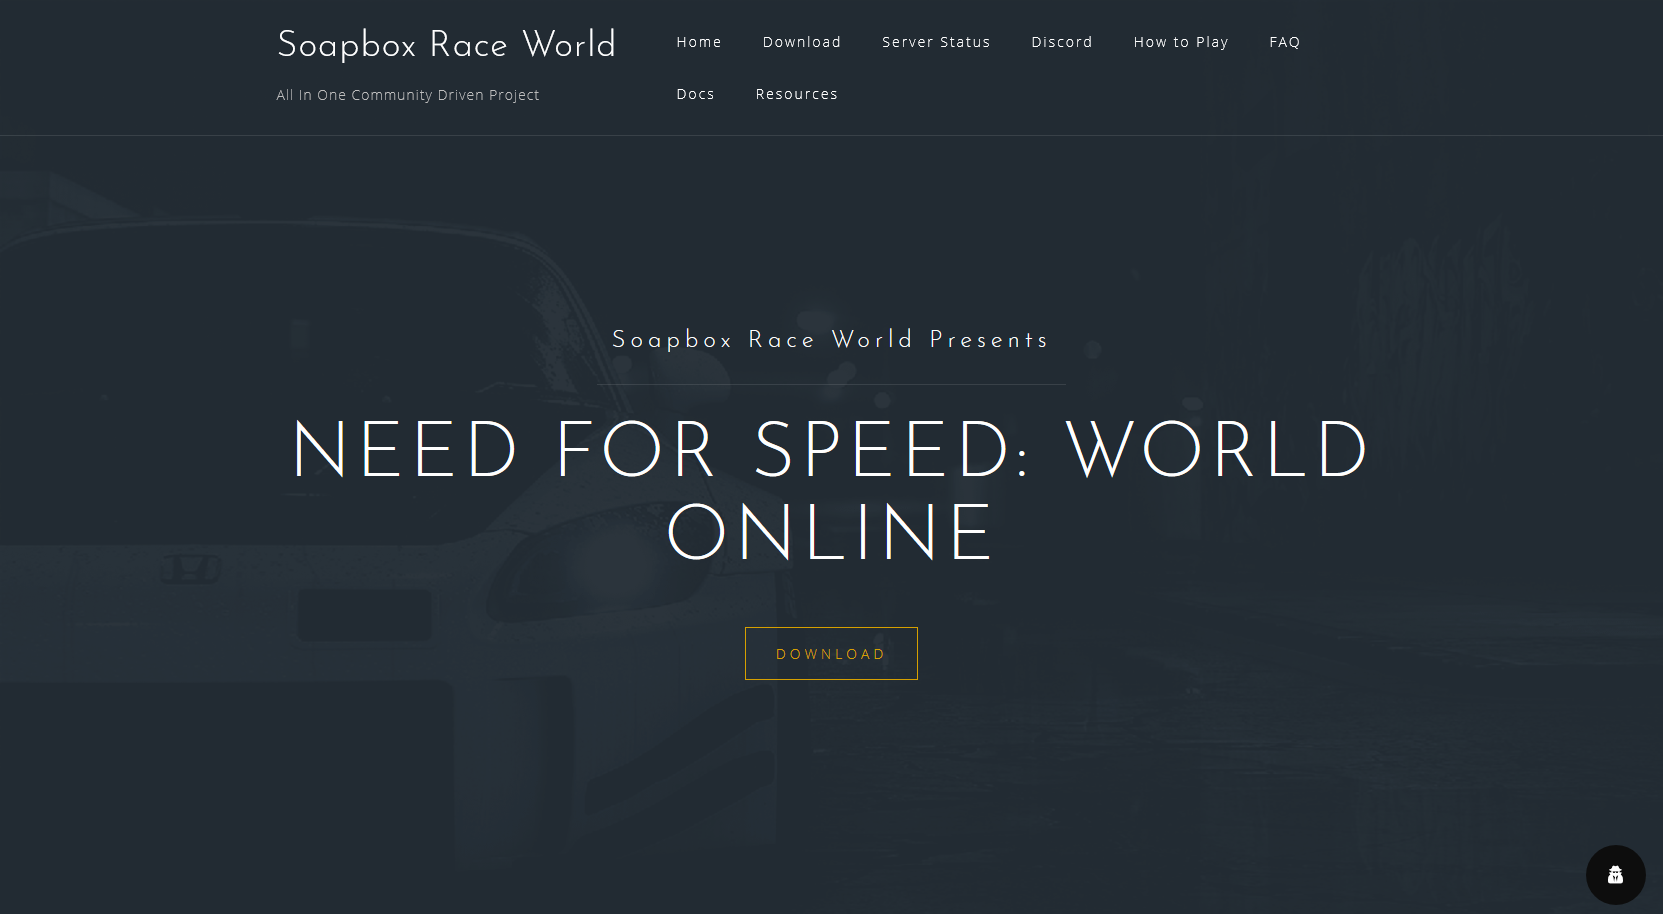 Soapbox Race World
All In One Community Driven Project
Home Download Server Status Discord How to Play FAQ
Docs Resources
Soapbox Race World Presents
NEED FOR SPEED: WORLD
ONLINE
DOWNLOAD